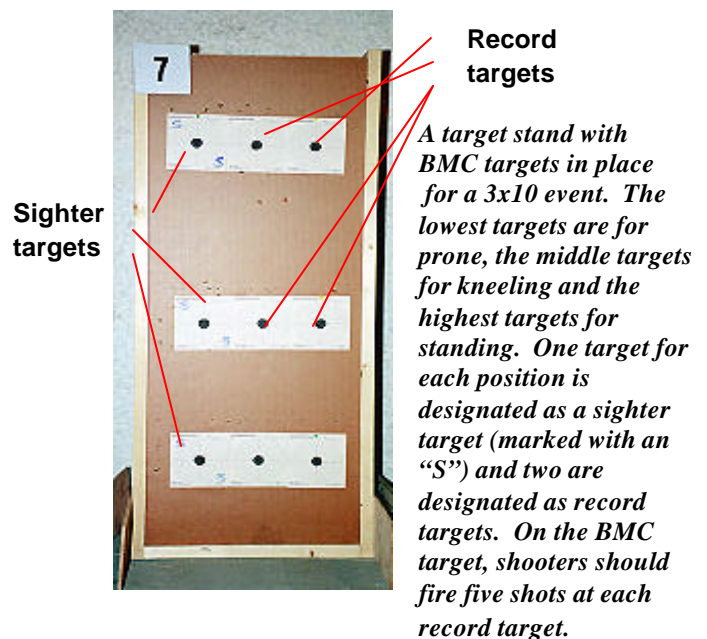 7
Record
targets
Sighter
targets
S
S
S
S
S
S
A target stand with
BMC targets in place
for a 3x10 event. The
lowest targets are for
prone, the middle targets
for kneeling and the
highest targets for
standing. One target for
each position is
designated as a sighter
target (marked with an
“S”) and two are
designated as record
targets. On the BMC
target, shooters should
fire five shots at each
record target.